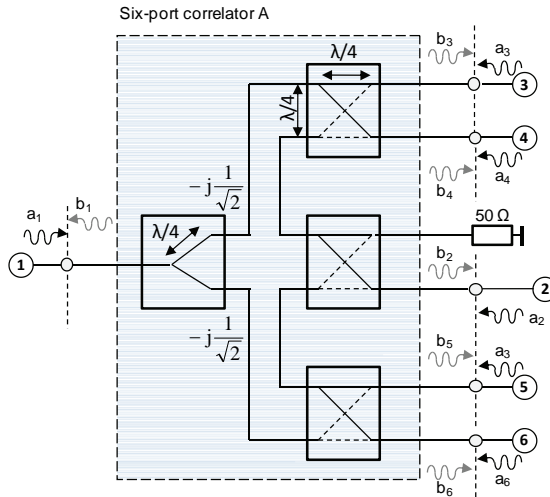 Six-port correlator A
b3
a3
λ/4
3
λ/4
4
b4
a4
−j 1/√2
a1
b1
λ/4
50 Ω
b2
1
2
a2
−j 1/√2
b5
a3
5
6
b6
a6